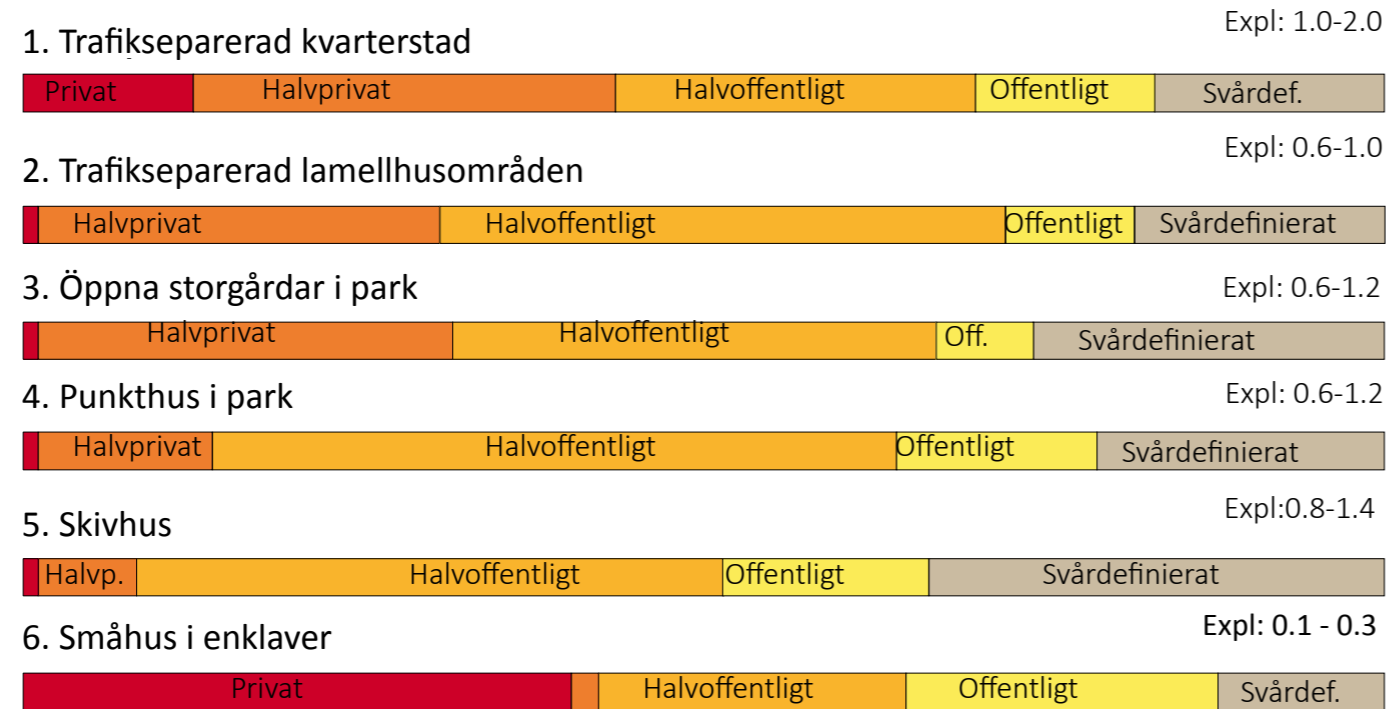 1. Trafikseparerad kvarterstad
Expl: 1.0-2.0
Privat Halvprivat Halvoffentligt Offentligt Svårdef.
2. Trafikseparerad lamellhusområden
Expl: 0.6-1.0
Halvprivat Halvoffentligt Offentligt Svårdefinierat
3. Öppna storgårdar i park
Expl: 0.6-1.2
Halvprivat Halvoffentligt Off. Svårdefinierat
4. Punkthus i park
Expl: 0.6-1.2
Halvprivat Halvoffentligt Offentligt Svårdefinierat
5. Skivhus
Expl:0.8-1.4
Halvp. Halvoffentligt Offentligt Svårdefinierat
6. Småhus i enklaver
Expl: 0.1 - 0.3
Privat Halvoffentligt Offentligt Svårdef.